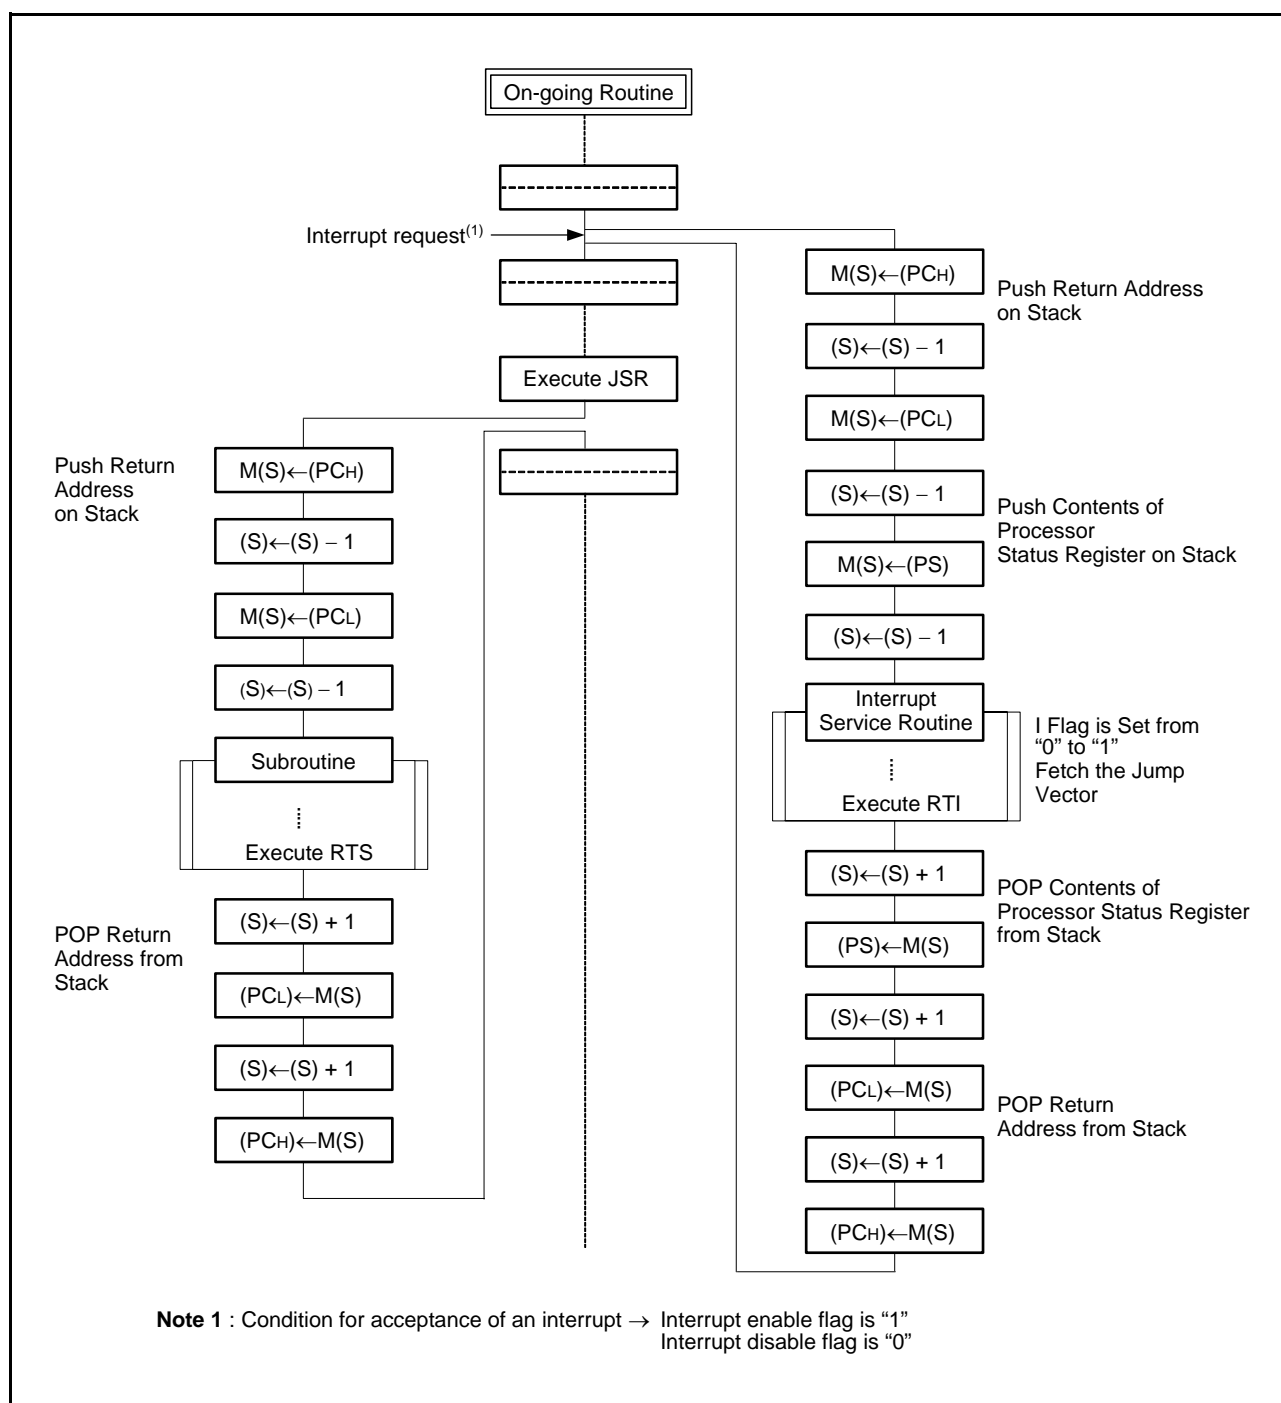 On-going Routine
Interrupt request(1)
Execute JSR
Push Return
Address
on Stack
M(S)←(PCH)
(S)←(S) − 1
M(S)←(PCL)
(S)←(S) − 1
Subroutine
Execute RTS
POP Return
Address from
Stack
(S)←(S) + 1
(PCL)←M(S)
(S)←(S) + 1
(PCH)←M(S)
M(S)←(PCH)
Push Return Address
on Stack
(S)←(S) − 1
M(S)←(PCL)
(S)←(S) − 1
Push Contents of
Processor
Status Register on Stack
M(S)←(PS)
(S)←(S) − 1
Interrupt
Service Routine
I Flag is Set from
“0” to “1”
Fetch the Jump
Vector
Execute RTI
(S)←(S) + 1
POP Contents of
Processor Status Register
from Stack
(PS)←M(S)
(S)←(S) + 1
(PCL)←M(S)
POP Return
Address from Stack
(S)←(S) + 1
(PCH)←M(S)
Note 1 : Condition for acceptance of an interrupt → Interrupt enable flag is “1”
Interrupt disable flag is “0”